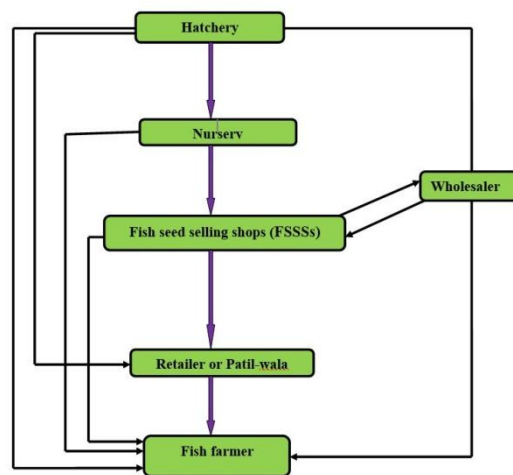 Hatchery
Nursery
Wholesaler
Fish seed selling shops (FSSSs)
Retailer or Patil-wala
Fish farmer